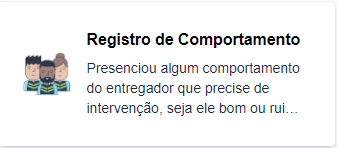 Registro de Comportamento
Presenciou algum comportamento
do entregador que precise de
intervenção, seja ele bom ou rui...